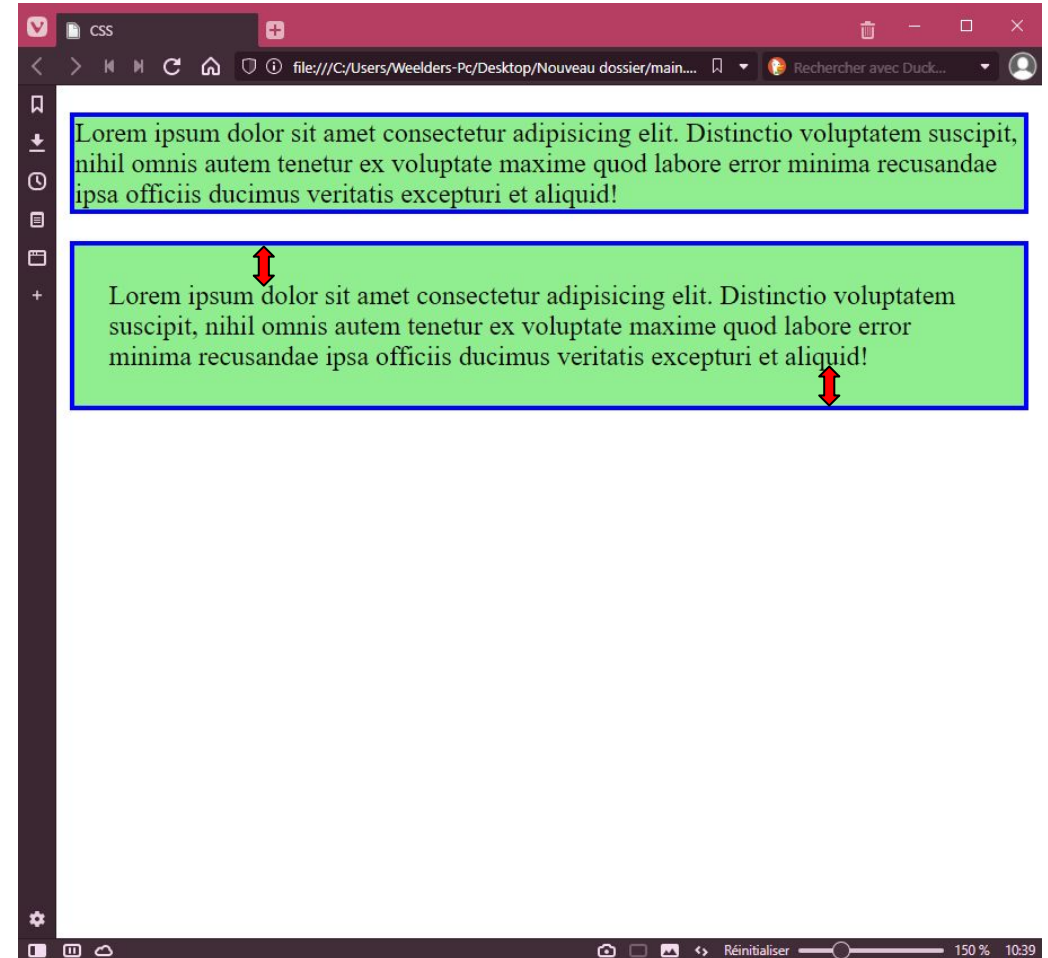 CSS
file:///C:/Users/Weelders-Pc/Desktop/Nouveau dossier/main....
Rechercher avec Duck...
Lorem ipsum dolor sit amet consectetur adipisicing elit. Distinctio voluptatem suscipit,
nihil omnis autem tenetur ex voluptate maxime quod labore error minima recusandae
ipsa officiis ducimus veritatis excepturi et aliquid!
Lorem ipsum dolor sit amet consectetur adipisicing elit. Distinctio voluptatem
suscipit, nihil omnis autem tenetur ex voluptate maxime quod labore error
minima recusandae ipsa officiis ducimus veritatis excepturi et aliquid!
Réinitialiser
150 %
10:39